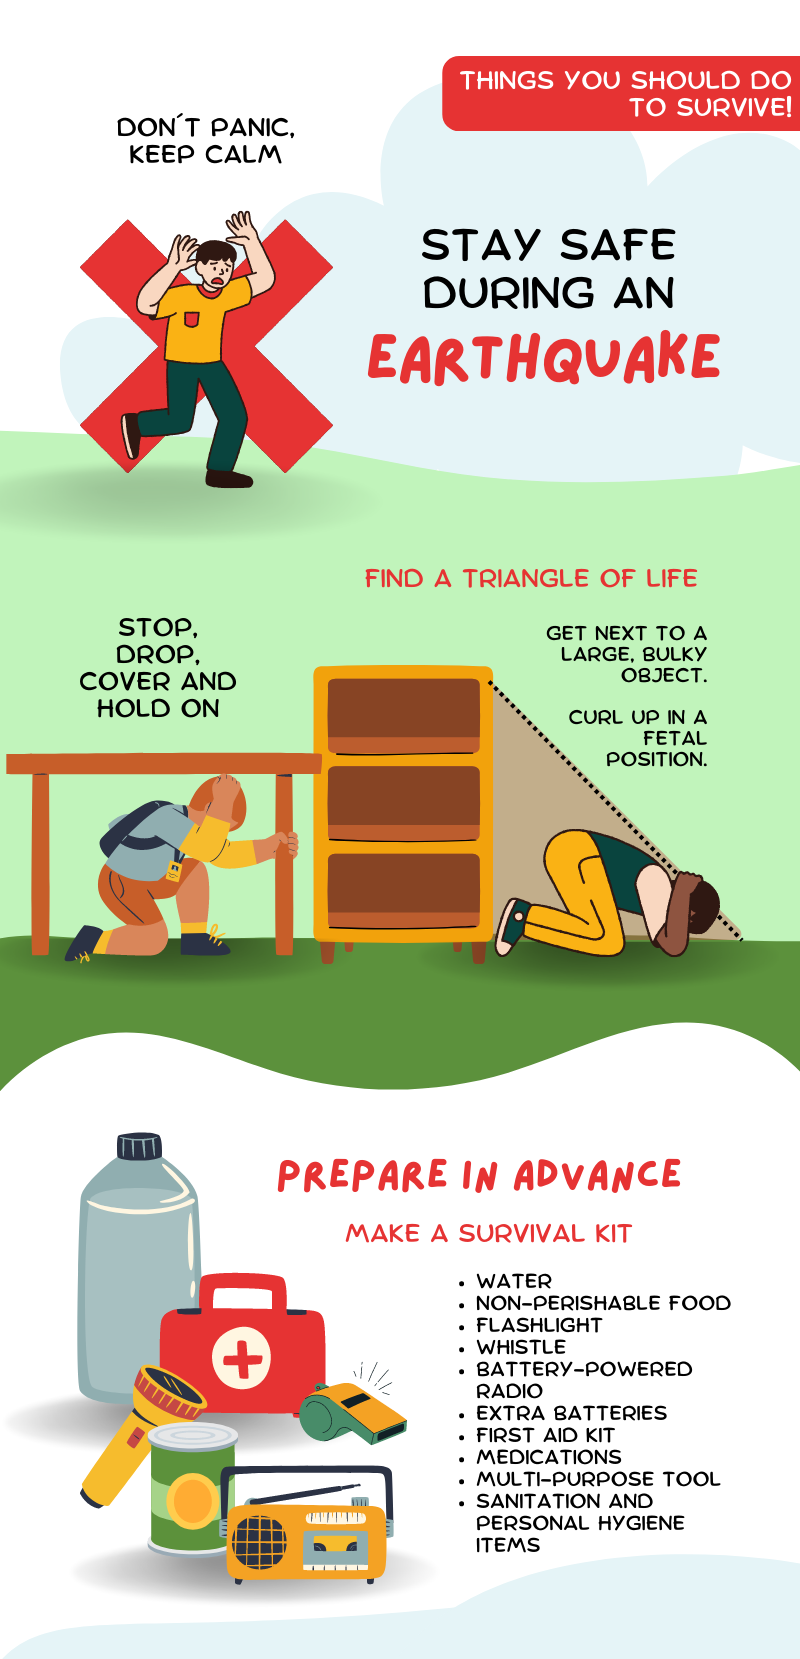 THINGS YOU SHOULD DO
TO SURVIVE!
DON´T PANIC,
KEEP CALM
STAY SAFE
DURING AN
EARTHQUAKE
FIND A TRIANGLE OF LIFE
STOP,
DROP,
COVER AND
HOLD ON
GET NEXT TO A
LARGE, BULKY
OBJECT.
CURL UP IN A
FETAL
POSITION.
PREPARE IN ADVANCE
MAKE A SURVIVAL KIT
• WATER
• NON-PERISHABLE FOOD
• FLASHLIGHT
• WHISTLE
• BATTERY-POWERED
RADIO
• EXTRA BATTERIES
• FIRST AID KIT
• MEDICATIONS
• MULTI-PURPOSE TOOL
• SANITATION AND
PERSONAL HYGIENE
ITEMS